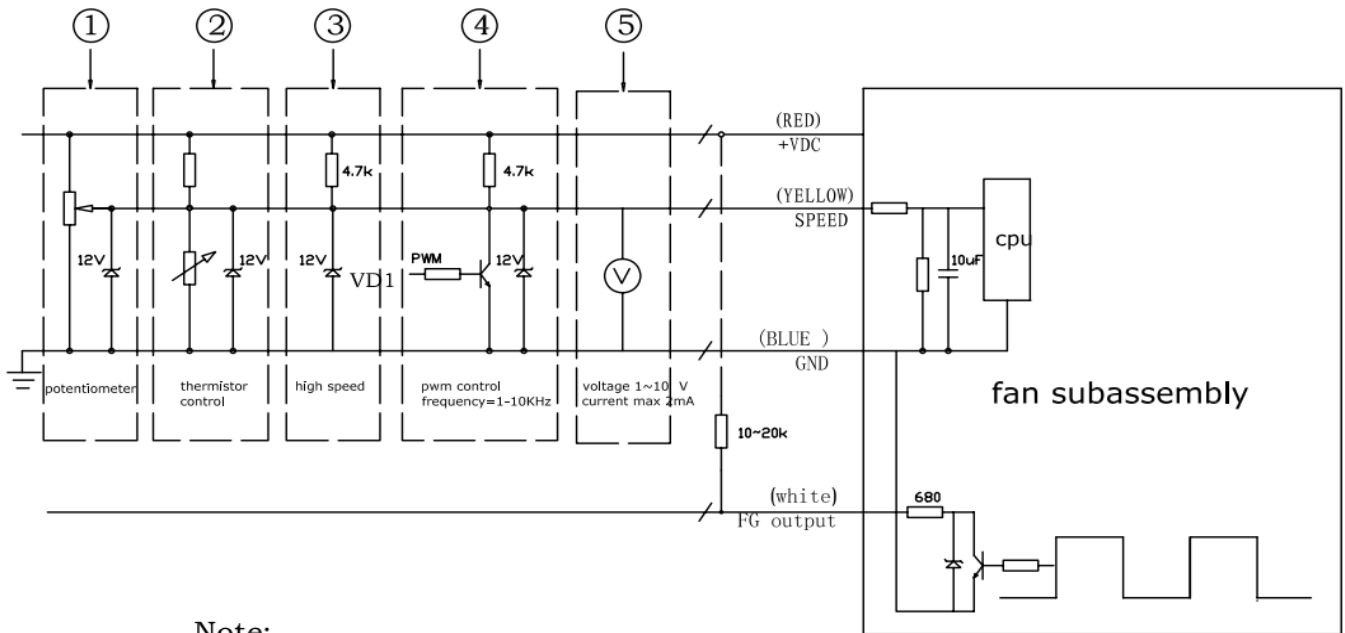 ① ② ③ ④ ⑤
(RED)
+VDC
4.7k 4.7k
(YELLOW)
SPEED
cpu
12V 12V 12V PWM 12V V 10uF
VD1
(BLUE )
GND
potentiometer
thermistor
control
high speed
pwm control
frequency=1-10KHz
voltage 1~10 V
current max 2mA
fan subassembly
10~20k
(white)
FG output
680
Note: